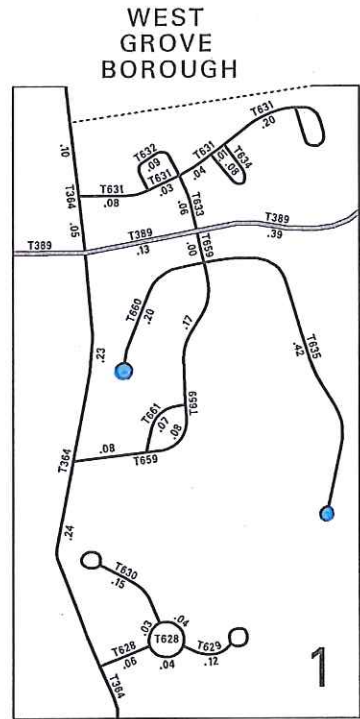 WEST
GROVE
BOROUGH
.10
T364
.05
T631
.08
T632
.09
T631
.03
T631
.04
.01
T634
.08
T631
.20
.06
T633
T389
T389
.13
T389
.39
.00
T659
T660
.20
.17
T635
.42
.23
T661
.07
.08
T659
T364
.08
T659
.24
T630
.15
.03
.04
T628
.04
T628
.06
T629
.12
T364
1